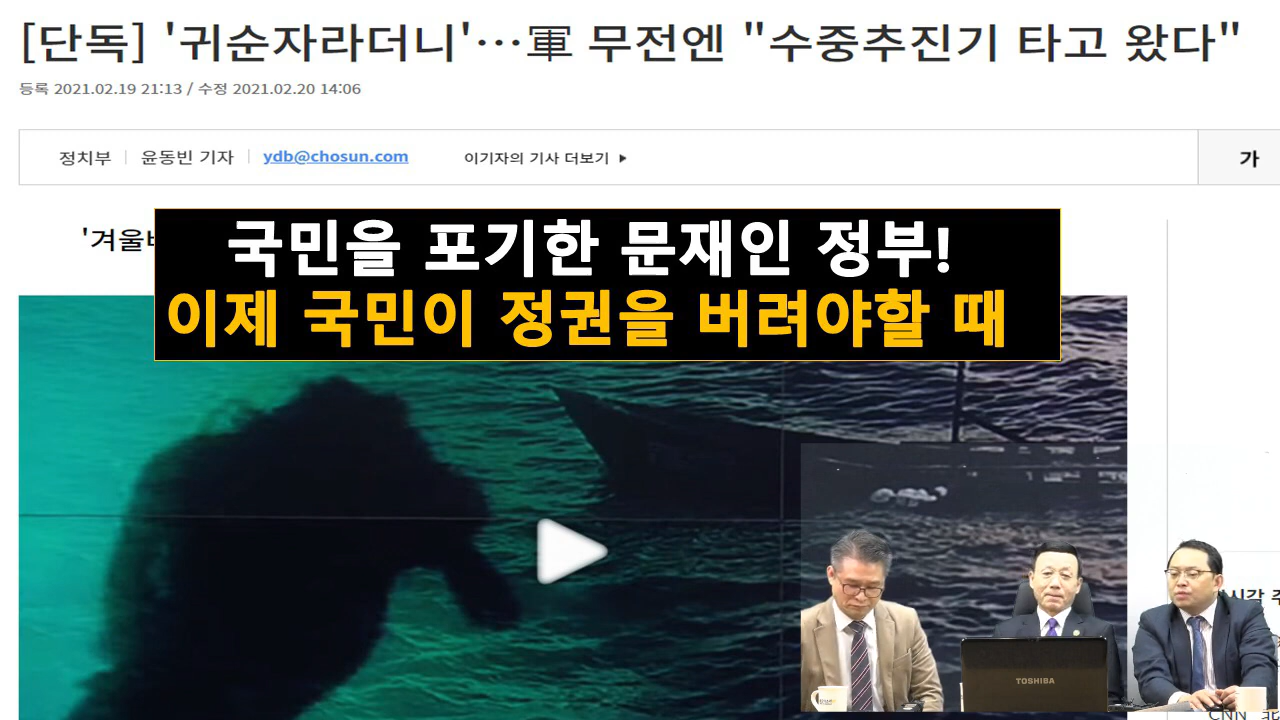 [단독] '귀순자라더니'…軍 무전엔 "수중추진기 타고 왔다"
등록 2021.02.19 21:13 / 수정 2021.02.20 14:06
정치부 윤동빈 기자 ydb@chosun.com 이기자의 기사 더보기 ▶ 가
'겨울
국민을 포기한 문재인 정부!
이제 국민이 정권을 버려야할 때
TOSHIBA
CNN